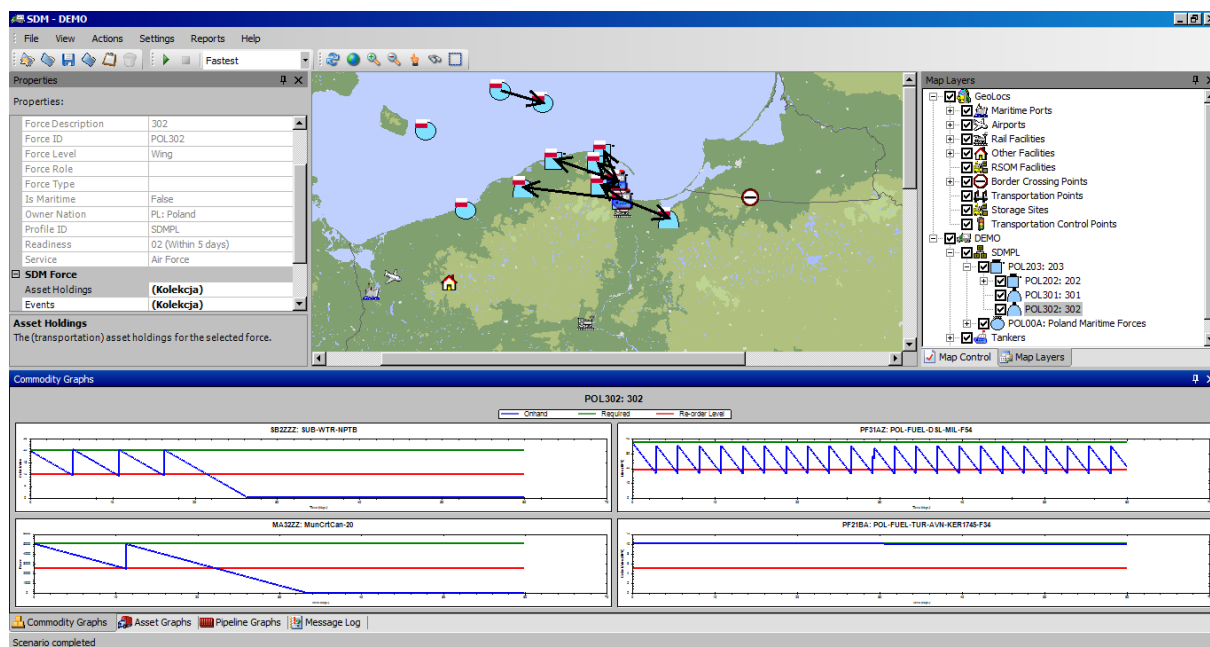 SDM - DEMO
File View Actions Settings Reports Help
Fastest
Properties
Properties:
Force Description 302
Force ID POL302
Force Level Wing
Force Role
Force Type
Is Maritime False
Owner Nation PL: Poland
Profile ID SDMPL
Readiness 02 (Within 5 days)
Service Air Force
SDM Force
Asset Holdings (Kolekcja)
Events (Kolekcja)
Asset Holdings
The (transportation) asset holdings for the selected force.
Map Layers
GeoLocs
Maritime Ports
Airports
Rail Facilities
Other Facilities
RSOM Facilities
Border Crossing Points
Transportation Points
Storage Sites
Transportation Control Points
DEMO
SDMPL
POL203: 203
POL202: 202
POL301: 301
POL302: 302
POL00A: Poland Maritime Forces
Tankers
Map Control Map Layers
Commodity Graphs
POL302: 302
Onhand Required Re-order Level
SB2ZZZ: SUB-WTR-NPTB
PF31AZ: POL-FUEL-DSL-MIL-F54
MA32ZZ: MunCrtCan-20
PF21BA: POL-FUEL-TUR-AVN-KER1745-F34
Commodity Graphs Asset Graphs Pipeline Graphs Message Log
Scenario completed